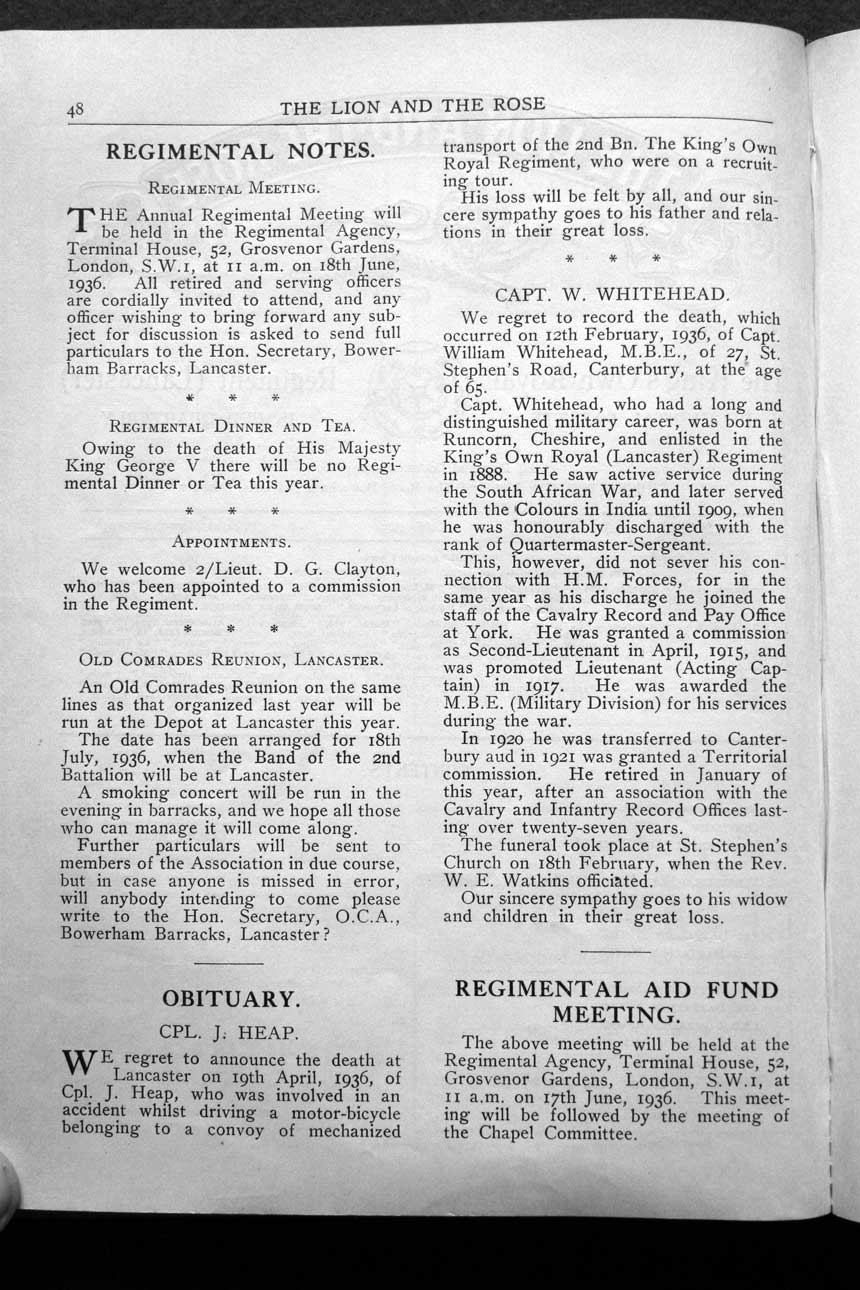 48
THE LION AND THE ROSE
REGIMENTAL NOTES.
REGIMENTAL MEETING.
THE Annual Regimental Meeting will
be held in the Regimental Agency,
Terminal House, 52, Grosvenor Gardens,
London, S.W.1, at 11 a.m. on 18th June,
1936. All retired and serving officers
are cordially invited to attend, and any
officer wishing to bring forward any sub-
ject for discussion is asked to send full
particulars to the Hon. Secretary, Bower-
ham Barracks, Lancaster.
* * *
REGIMENTAL DINNER AND TEA.
Owing to the death of His Majesty
King George V there will be no Regi-
mental Dinner or Tea this year.
* * *
APPOINTMENTS.
We welcome 2/Lieut. D. G. Clayton,
who has been appointed to a commission
in the Regiment.
* * *
OLD COMRADES REUNION, LANCASTER.
An Old Comrades Reunion on the same
lines as that organized last year will be
run at the Depot at Lancaster this year.
The date has been arranged for 18th
July, 1936, when the Band of the 2nd
Battalion will be at Lancaster.
A smoking concert will be run in the
evening in barracks, and we hope all those
who can manage it will come along.
Further particulars will be sent to
members of the Association in due course,
but in case anyone is missed in error,
will anybody intending to come please
write to the Hon. Secretary, O.C.A.,
Bowerham Barracks, Lancaster?
OBITUARY.
CPL. J. HEAP.
WE regret to announce the death at
Lancaster on 19th April, 1936, of
Cpl. J. Heap, who was involved in an
accident whilst driving a motor-bicycle
belonging to a convoy of mechanized
transport of the 2nd Bn. The King's Own
Royal Regiment, who were on a recruit-
ing tour.
His loss will be felt by all, and our sin-
cere sympathy goes to his father and rela-
tions in their great loss.
* * *
CAPT. W. WHITEHEAD.
We regret to record the death, which
occurred on 12th February, 1936, of Capt.
William Whitehead, M.B.E., of 27, St.
Stephen's Road, Canterbury, at the age
of 65.
Capt. Whitehead, who had a long and
distinguished military career, was born at
Runcorn, Cheshire, and enlisted in the
King's Own Royal (Lancaster) Regiment
in 1888. He saw active service during
the South African War, and later served
with the Colours in India until 1909, when
he was honourably discharged with the
rank of Quartermaster-Sergeant.
This, however, did not sever his con-
nection with H.M. Forces, for in the
same year as his discharge he joined the
staff of the Cavalry Record and Pay Office
at York. He was granted a commission
as Second-Lieutenant in April, 1915, and
was promoted Lieutenant (Acting Cap-
tain) in 1917. He was awarded the
M.B.E. (Military Division) for his services
during the war.
In 1920 he was transferred to Canter-
bury aud in 1921 was granted a Territorial
commission. He retired in January of
this year, after an association with the
Cavalry and Infantry Record Offices last-
ing over twenty-seven years.
The funeral took place at St. Stephen's
Church on 18th February, when the Rev.
W. E. Watkins officiated.
Our sincere sympathy goes to his widow
and children in their great loss.
REGIMENTAL AID FUND
MEETING.
The above meeting will be held at the
Regimental Agency, Terminal House, 52,
Grosvenor Gardens, London, S.W.1, at
11 a.m. on 17th June, 1936. This meet-
ing will be followed by the meeting of
the Chapel Committee.